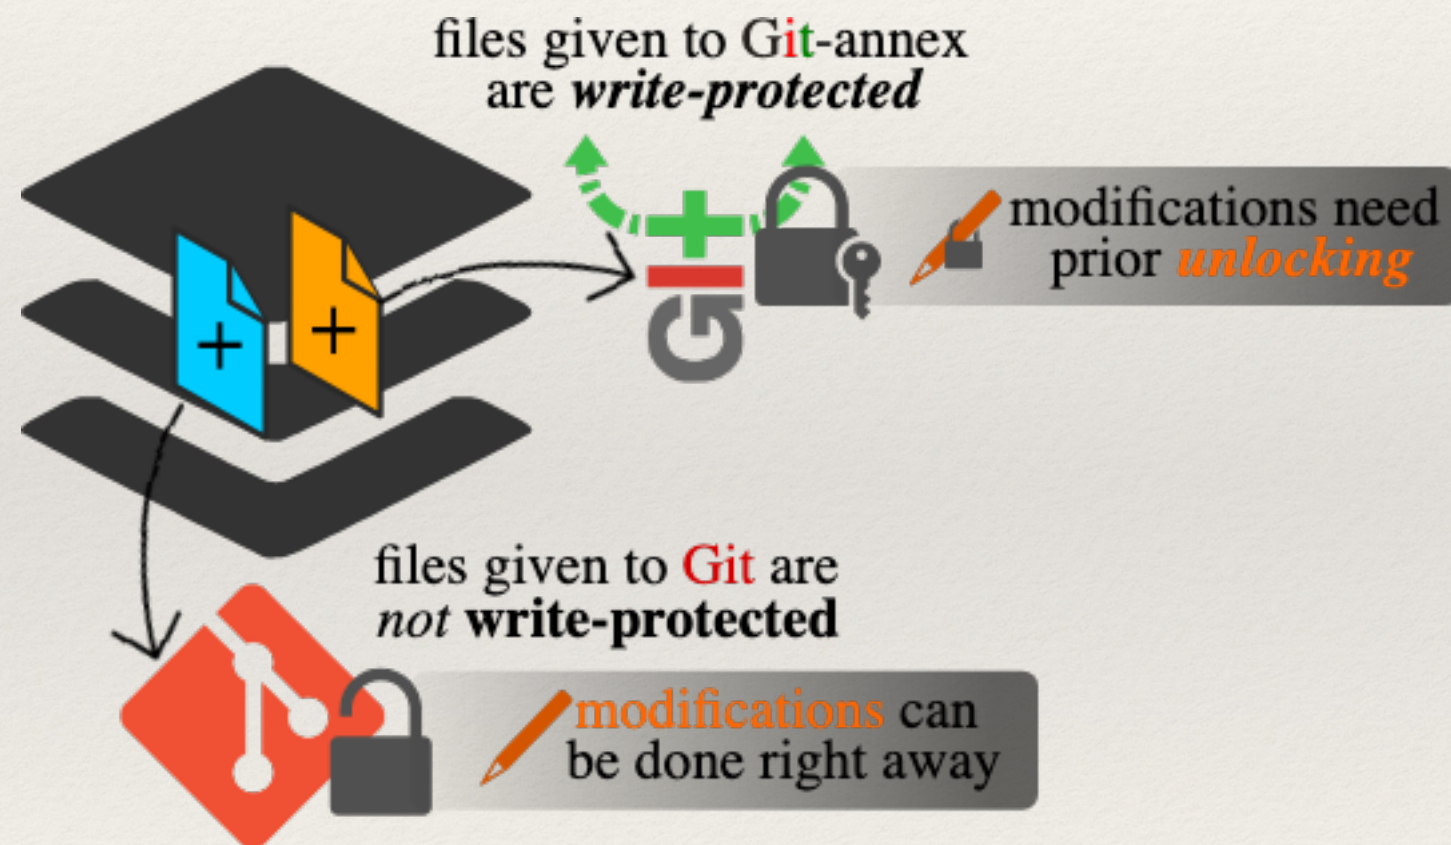 files given to Git-annex
are write-protected
modifications need
prior unlocking
git
files given to Git are
not write-protected
modifications can
be done right away